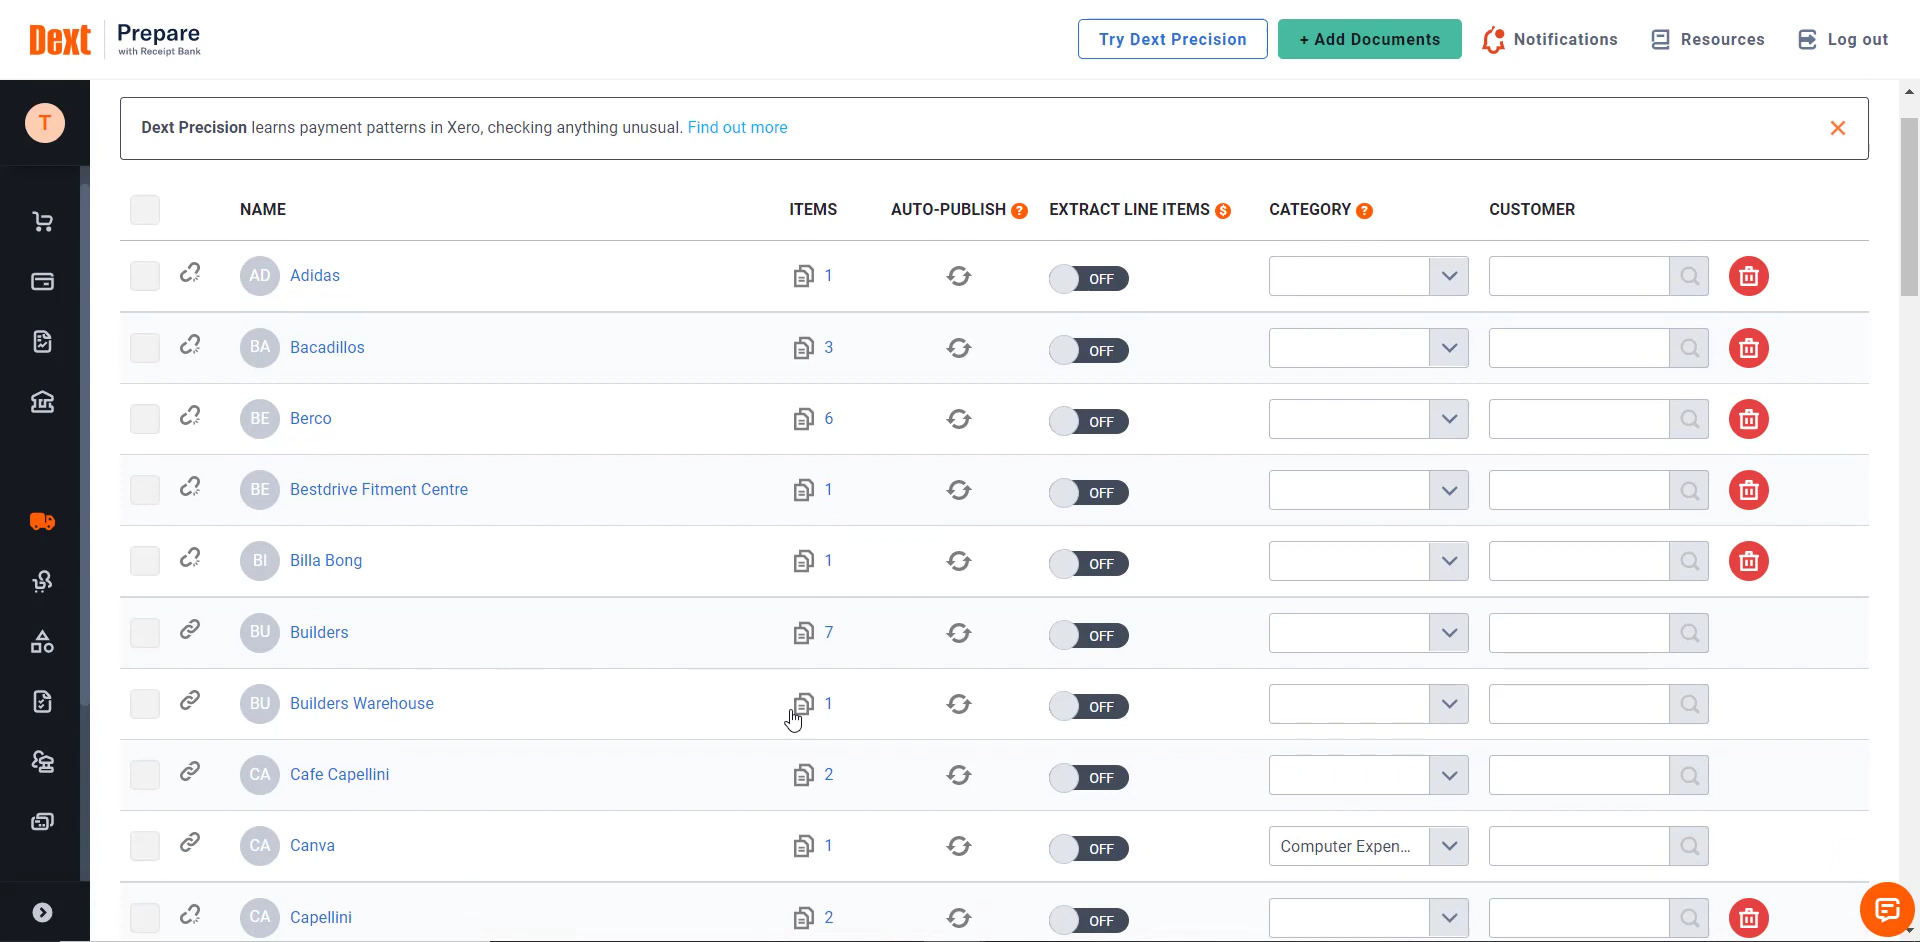 Dext Prepare
with Receipt Bank
Try Dext Precision
+ Add Documents
Notifications
Resources
Log out
T
Dext Precision learns payment patterns in Xero, checking anything unusual. Find out more
NAME ITEMS AUTO-PUBLISH ? EXTRACT LINE ITEMS $ CATEGORY ? CUSTOMER
AD Adidas 1 OFF
BA Bacadillos 3 OFF
BE Berco 6 OFF
BE Bestdrive Fitment Centre 1 OFF
BI Billa Bong 1 OFF
BU Builders 7 OFF
BU Builders Warehouse 1 OFF
CA Cafe Capellini 2 OFF
CA Canva 1 OFF Computer Expen...
CA Capellini 2 OFF